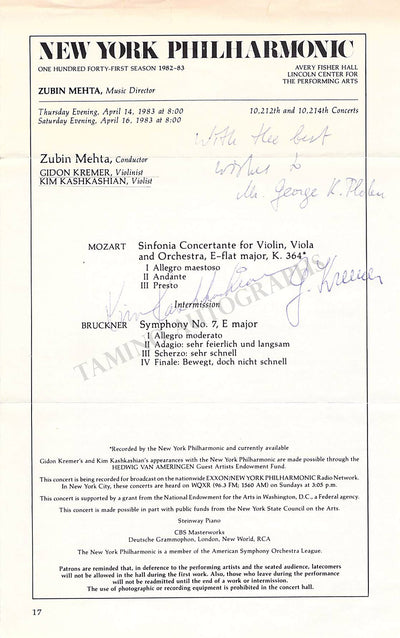 NEW YORK PHILHARMONIC
ONE HUNDRED FORTY-FIRST SEASON 1982–83
AVERY FISHER HALL
LINCOLN CENTER FOR
THE PERFORMING ARTS
ZUBIN MEHTA, Music Director
Thursday Evening, April 14, 1983 at 8:00
Saturday Evening, April 16, 1983 at 8:00
10,212th and 10,214th Concerts
With the best
wishes to
Mr. George K.
Zubin Mehta, Conductor
GIDON KREMER, Violinist
KIM KASHKASHIAN, Violist
MOZART Sinfonia Concertante for Violin, Viola
and Orchestra, E-flat major, K. 364*
I Allegro maestoso
II Andante
III Presto
Kim Kashkashian
G. Kremer
Intermission
BRUCKNER Symphony No. 7, E major
I Allegro moderato
II Adagio: sehr feierlich und langsam
III Scherzo: sehr schnell
IV Finale: Bewegt, doch nicht schnell
TAMINO AUTOGRAPHS
*Recorded by the New York Philharmonic and currently available
Gidon Kremer's and Kim Kashkashian's appearances with the New York Philharmonic are made possible through the
HEDWIG VAN AMERINGEN Guest Artists Endowment Fund.
This concert is being recorded for broadcast on the nationwide EXXON/NEW YORK PHILHARMONIC Radio Network.
In New York City, these concerts are heard on WQXR (96.3 FM; 1560 AM) on Sundays at 3:05 p.m.
This concert is supported by a grant from the National Endowment for the Arts in Washington, D.C., a Federal agency.
This concert is made possible in part with public funds from the New York State Council on the Arts.
Steinway Piano
CBS Masterworks
Deutsche Grammophon, London, New World, RCA
The New York Philharmonic is a member of the American Symphony Orchestra League.
Patrons are reminded that, in deference to the performing artists and the seated audience, latecomers
will not be allowed in the hall during the first work. Also, those who leave during the performance
will not be readmitted until the end of a work or intermission.
The use of photographic or recording equipment is prohibited in the concert hall.
17